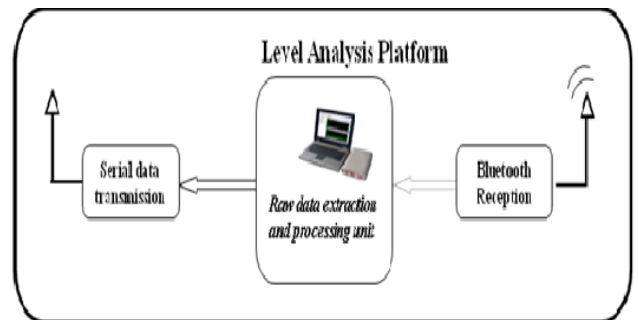 Level Analysis Platform
Serial data
transmission
Raw data extraction
and processing unit
Bluetooth
Reception